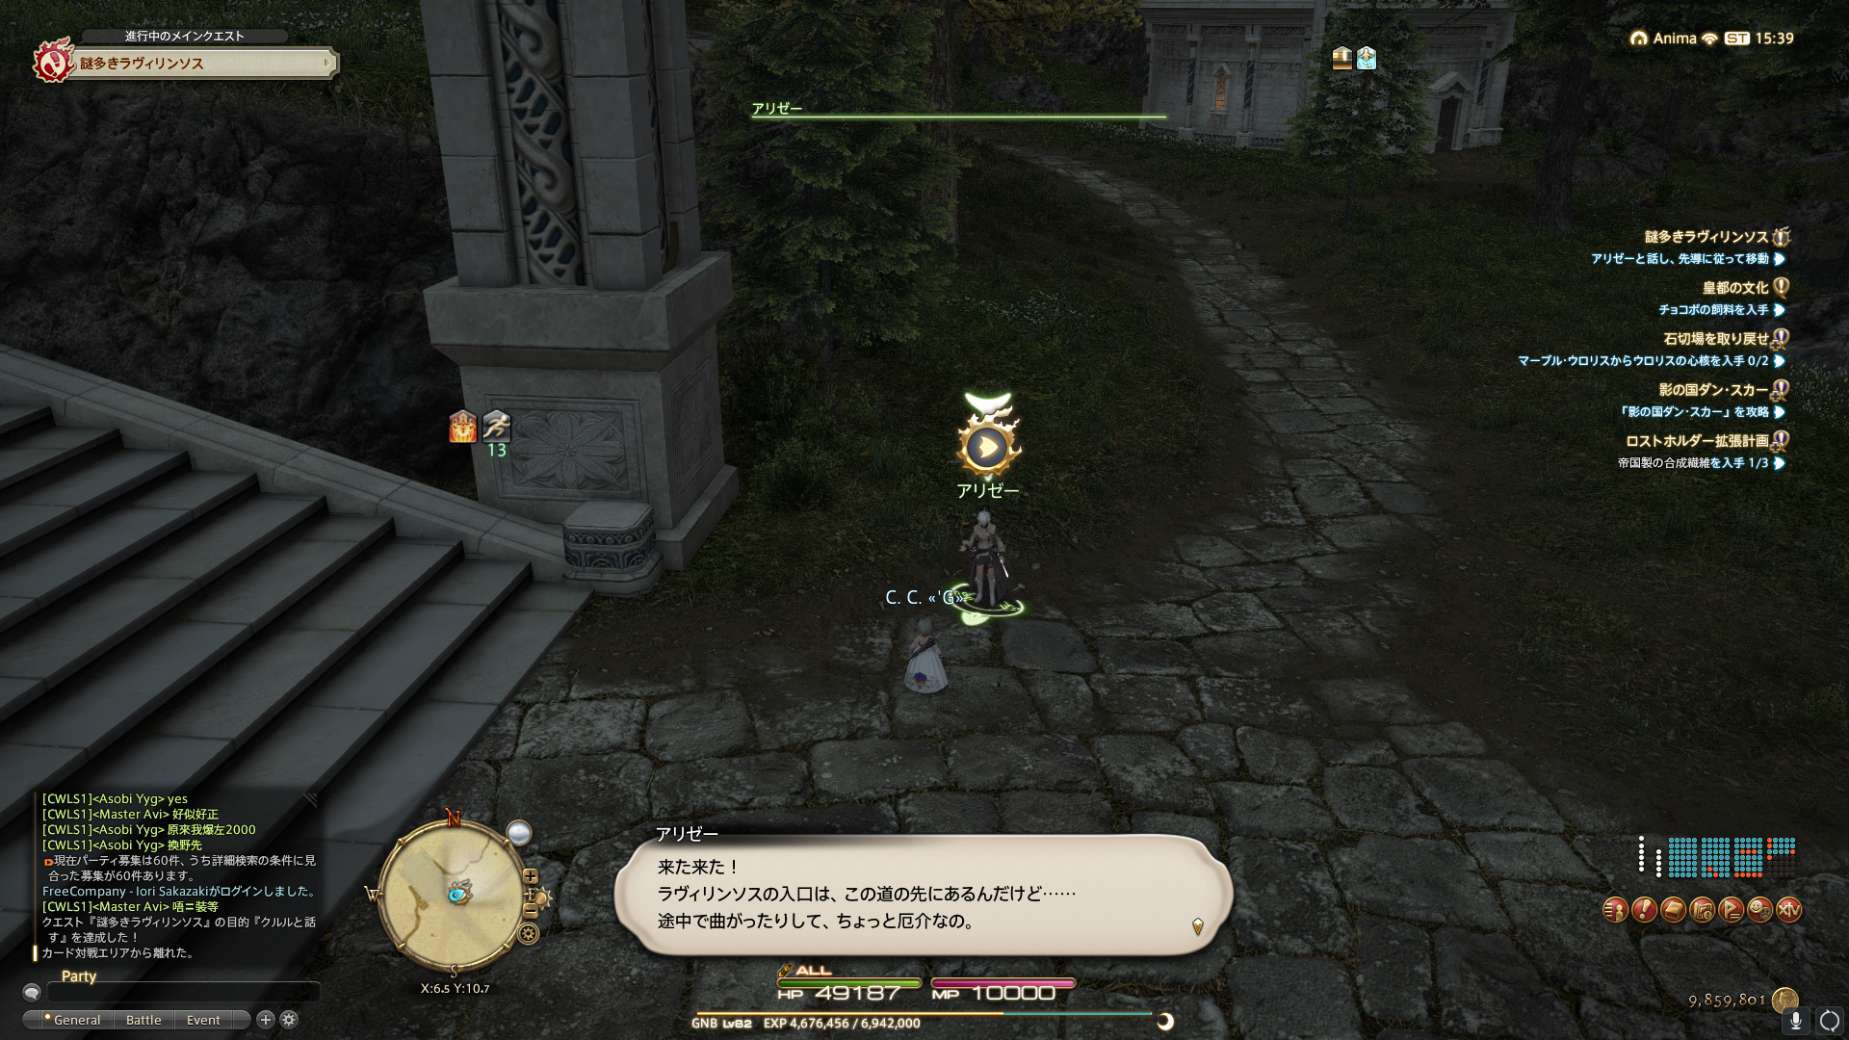 進行中のメインクエスト
謎多きラヴィリンソス
Anima ST 15:39
アリゼー
謎多きラヴィリンソス
アリゼーと話し、先導に従って移動
皇都の文化
チョコボの飼料を入手
石切場を取り戻せ
マーブル・ウロリスからウロリスの心核を入手 0/2
影の国ダン・スカー
『影の国ダン・スカー』を攻略
ロストホルダー拡張計画
帝国製の合成繊維を入手 1/3
13
アリゼー
C. C. «'G»
[CWLS1]<Asobi Yyg> yes
[CWLS1]<Master Avi> 好似好正
[CWLS1]<Asobi Yyg> 原來我爆左2000
[CWLS1]<Asobi Yyg> 換野先
現在パーティ募集は60件、うち詳細検索の条件に見
合った募集が60件あります。
FreeCompany - Iori Sakazakiがログインしました。
[CWLS1]<Master Avi> 唔=装等
クエスト『謎多きラヴィリンソス』の目的『クルルと話
す』を達成した！
カード対戦エリアから離れた。
Party
General Battle Event
N
W
S
X:6.5 Y:10.7
アリゼー
来た来た！
ラヴィリンソスの入口は、この道の先にあるんだけど……
途中で曲がったりして、ちょっと厄介なの。
ALL
HP 49187 MP 10000
GNB Lv82 EXP 4,676,456 / 6,942,000
XIV
9,859,801